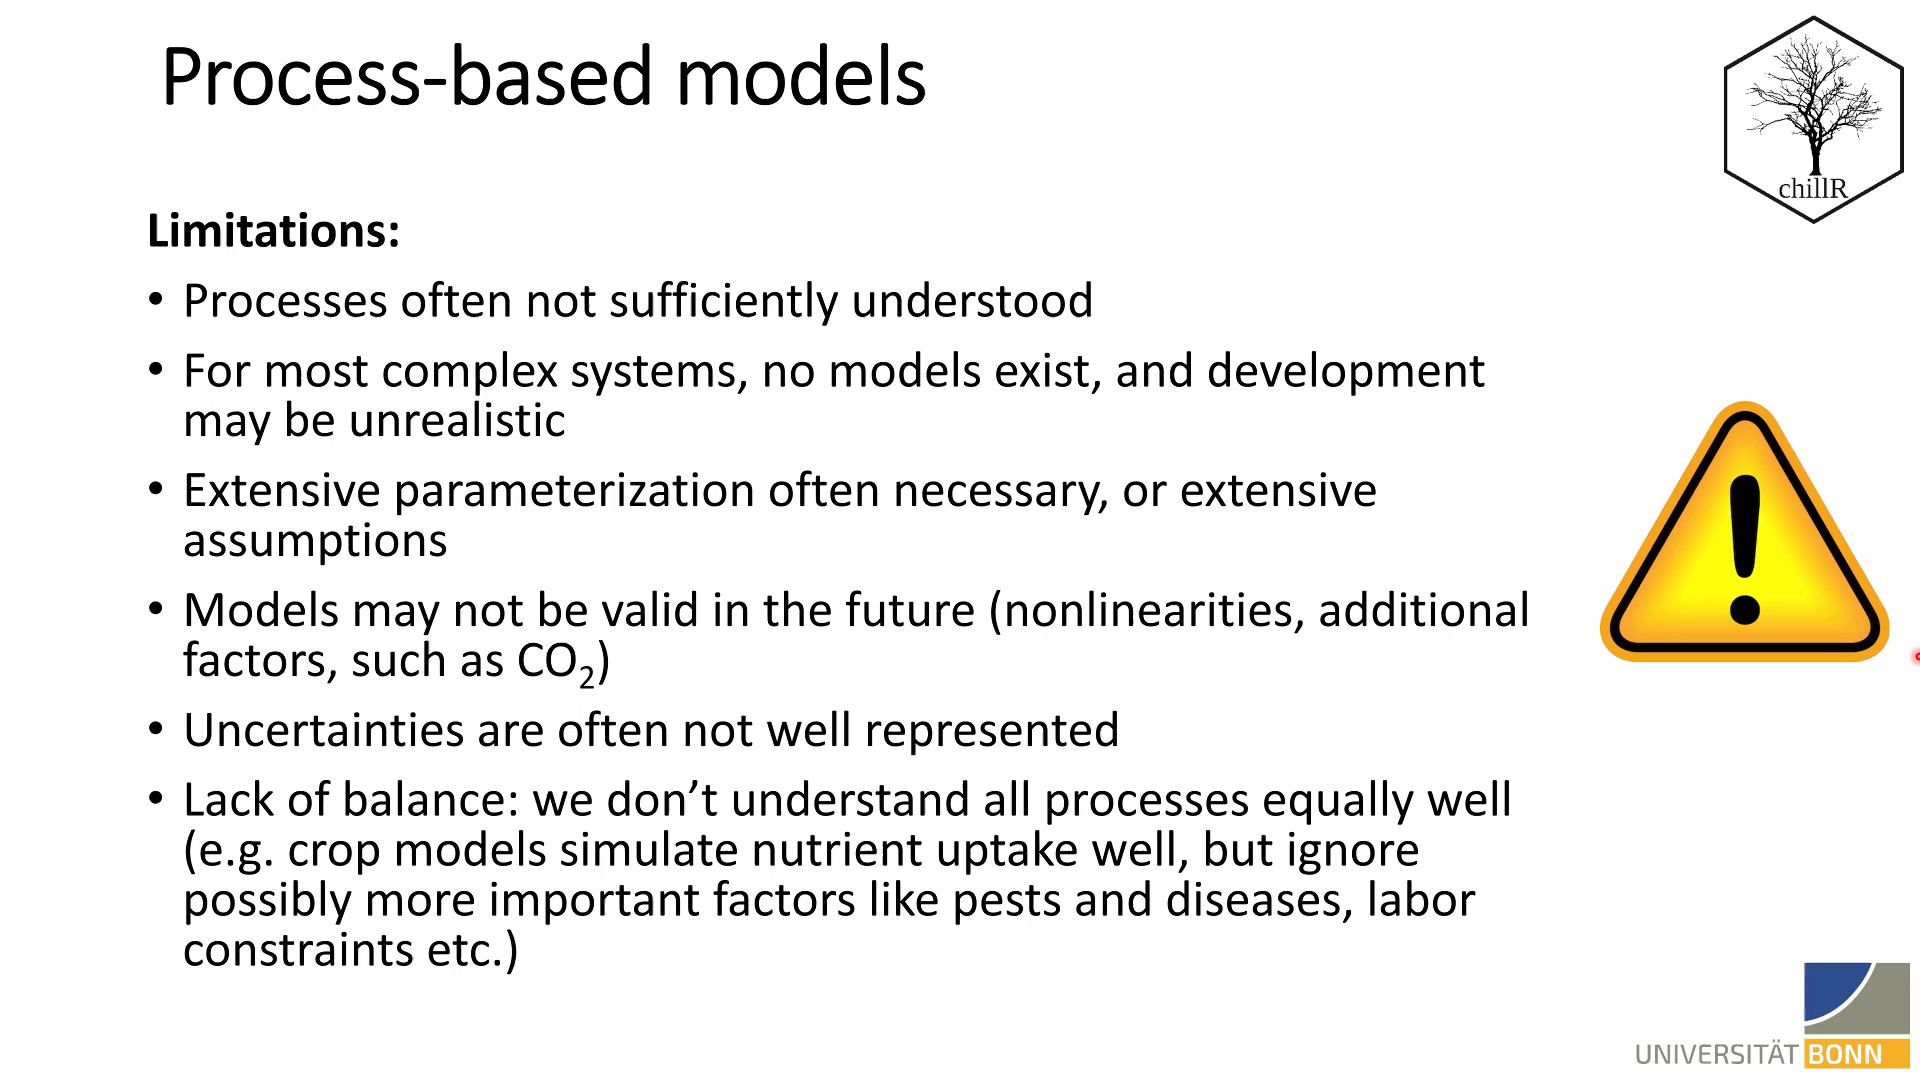 Process-based models
chillR
Limitations:
• Processes often not sufficiently understood
• For most complex systems, no models exist, and development
may be unrealistic
• Extensive parameterization often necessary, or extensive
assumptions
• Models may not be valid in the future (nonlinearities, additional
factors, such as CO₂)
• Uncertainties are often not well represented
• Lack of balance: we don’t understand all processes equally well
(e.g. crop models simulate nutrient uptake well, but ignore
possibly more important factors like pests and diseases, labor
constraints etc.)
UNIVERSITÄT BONN